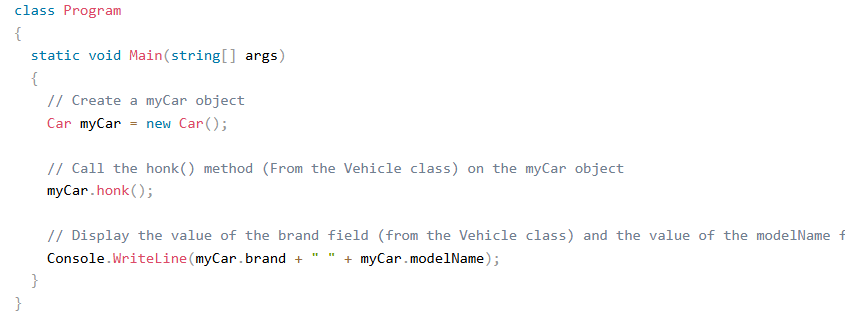 class Program
{
  static void Main(string[] args)
  {
    // Create a myCar object
    Car myCar = new Car();

    // Call the honk() method (From the Vehicle class) on the myCar object
    myCar.honk();

    // Display the value of the brand field (from the Vehicle class) and the value of the modelName f
    Console.WriteLine(myCar.brand + " " + myCar.modelName);
  }
}